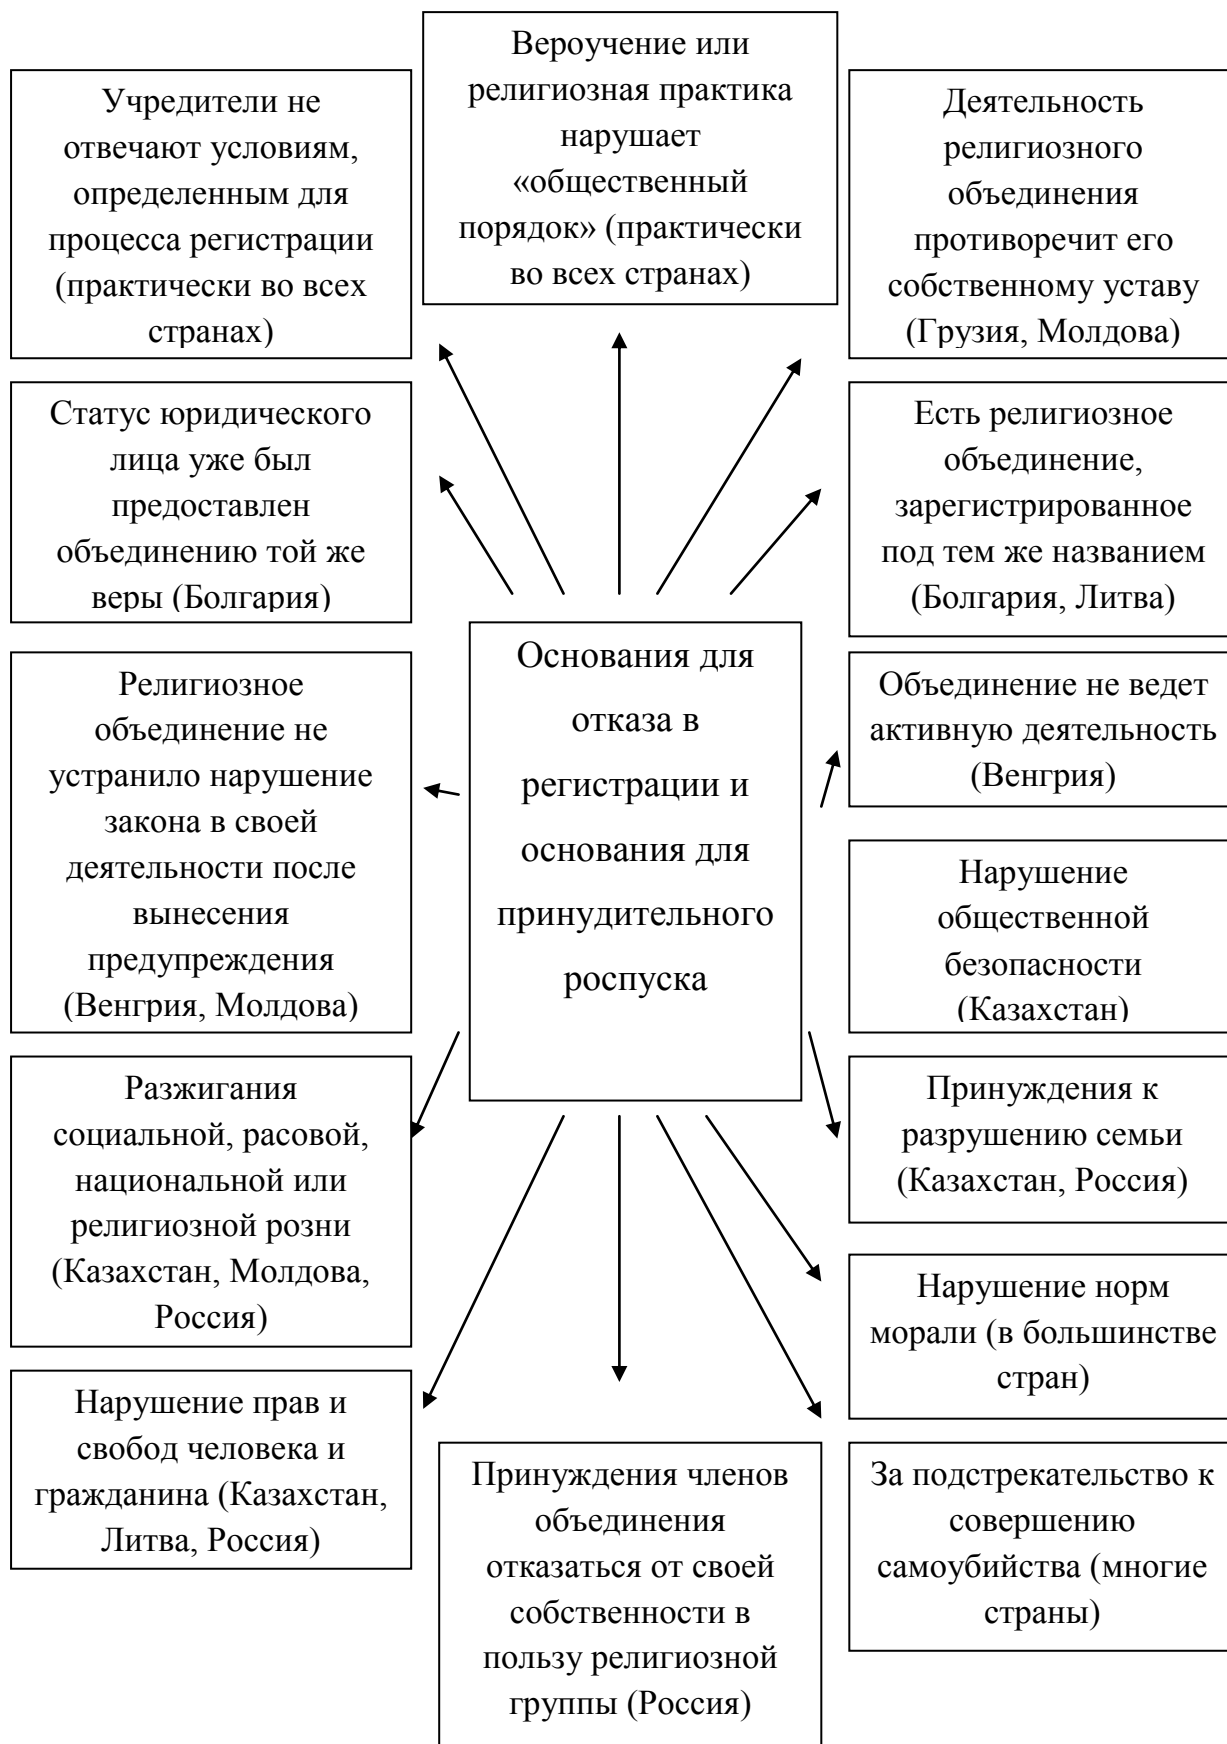 Вероучение или
религиозная практика
нарушает
«общественный
порядок» (практически
во всех странах)
Учредители не
отвечают условиям,
определенным для
процесса регистрации
(практически во всех
странах)
Деятельность
религиозного
объединения
противоречит его
собственному уставу
(Грузия, Молдова)
Статус юридического
лица уже был
предоставлен
объединению той же
веры (Болгария)
Есть религиозное
объединение,
зарегистрированное
под тем же названием
(Болгария, Литва)
Основания для
отказа в
регистрации и
основания для
принудительного
роспуска
Религиозное
объединение не
устранило нарушение
закона в своей
деятельности после
вынесения
предупреждения
(Венгрия, Молдова)
Объединение не ведет
активную деятельность
(Венгрия)
Нарушение
общественной
безопасности
(Казахстан)
Разжигания
социальной, расовой,
национальной или
религиозной розни
(Казахстан, Молдова,
Россия)
Принуждения к
разрушению семьи
(Казахстан, Россия)
Нарушение норм
морали (в большинстве
стран)
Нарушение прав и
свобод человека и
гражданина (Казахстан,
Литва, Россия)
Принуждения членов
объединения
отказаться от своей
собственности в
пользу религиозной
группы (Россия)
За подстрекательство к
совершению
самоубийства (многие
страны)